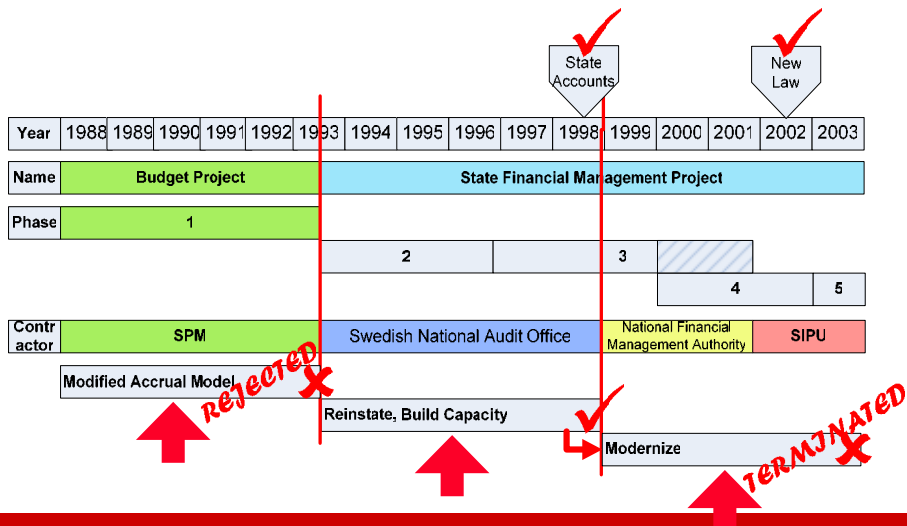 State
Accounts
New
Law
Year 1988 1989 1990 1991 1992 1993 1994 1995 1996 1997 1998 1999 2000 2001 2002 2003
Name Budget Project State Financial Management Project
Phase 1
2 3
4 5
Contr
actor
SPM Swedish National Audit Office
National Financial
Management Authority
SIPU
Modified Accrual Model
REJECTED
Reinstate, Build Capacity
Modernize
TERMINATED